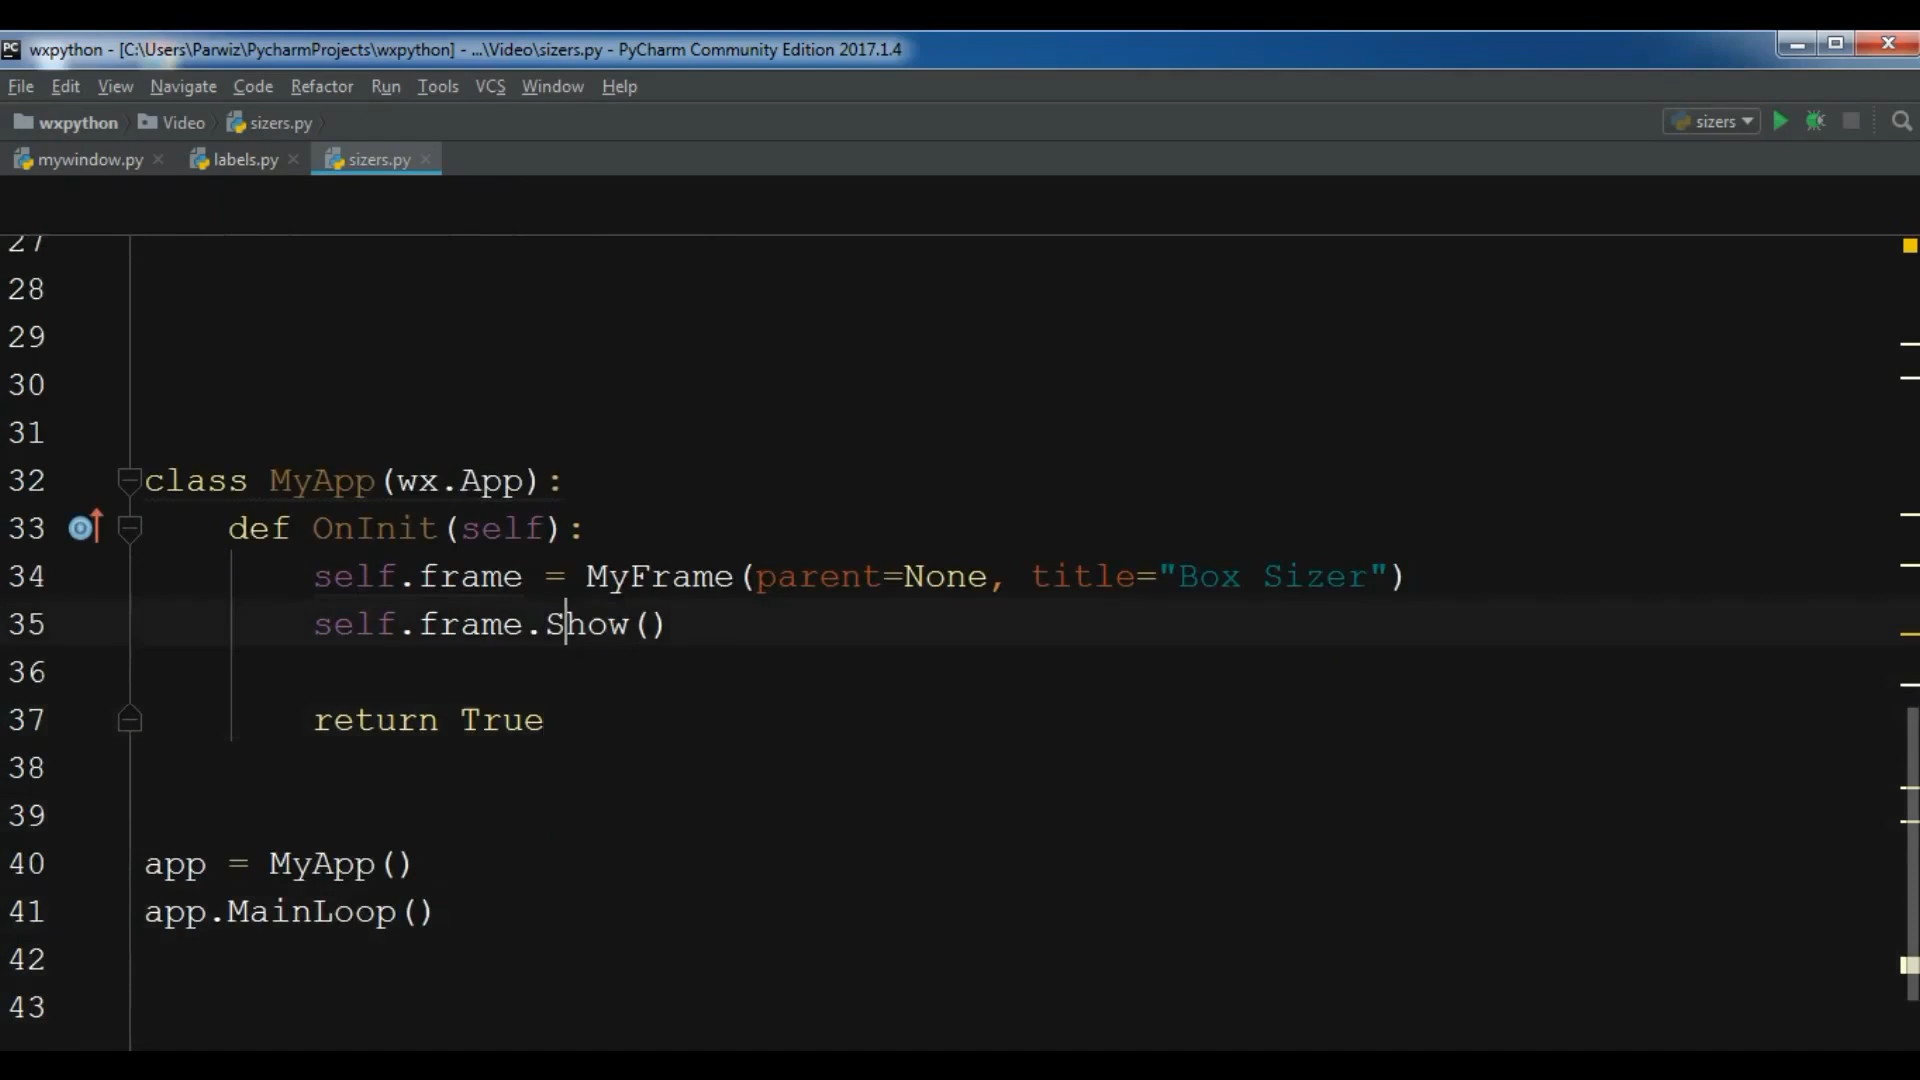 PC wxpython - [C:\Users\Parwiz\PycharmProjects\wxpython] - ...\Video\sizers.py - PyCharm Community Edition 2017.1.4
File Edit View Navigate Code Refactor Run Tools VCS Window Help
wxpython Video sizers.py sizers
mywindow.py labels.py sizers.py
27
28
29
30
31
32 class MyApp(wx.App):
33 def OnInit(self):
34 self.frame = MyFrame(parent=None, title="Box Sizer")
35 self.frame.Show()
36
37 return True
38
39
40 app = MyApp()
41 app.MainLoop()
42
43